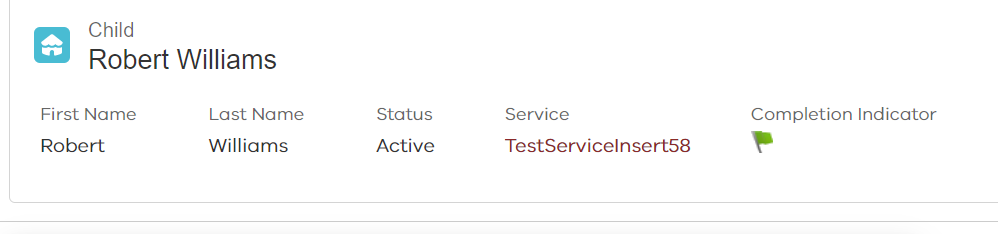 Child
Robert Williams
First Name Last Name Status Service Completion Indicator
Robert Williams Active TestServiceInsert58